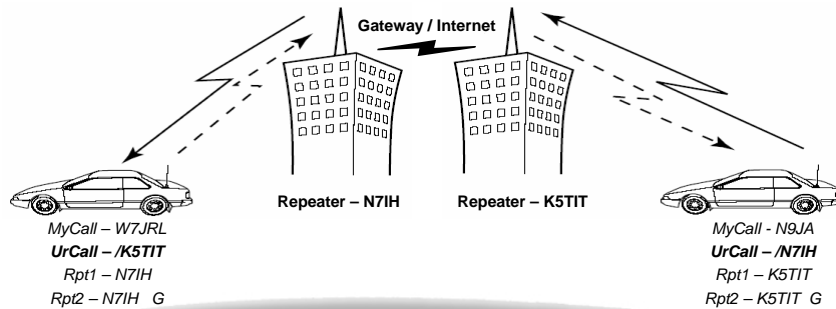 Gateway / Internet
Repeater – N7IH
Repeater – K5TIT
MyCall – W7JRL
UrCall – /K5TIT
Rpt1 – N7IH
Rpt2 – N7IH G
MyCall - N9JA
UrCall – /N7IH
Rpt1 – K5TIT
Rpt2 – K5TIT G